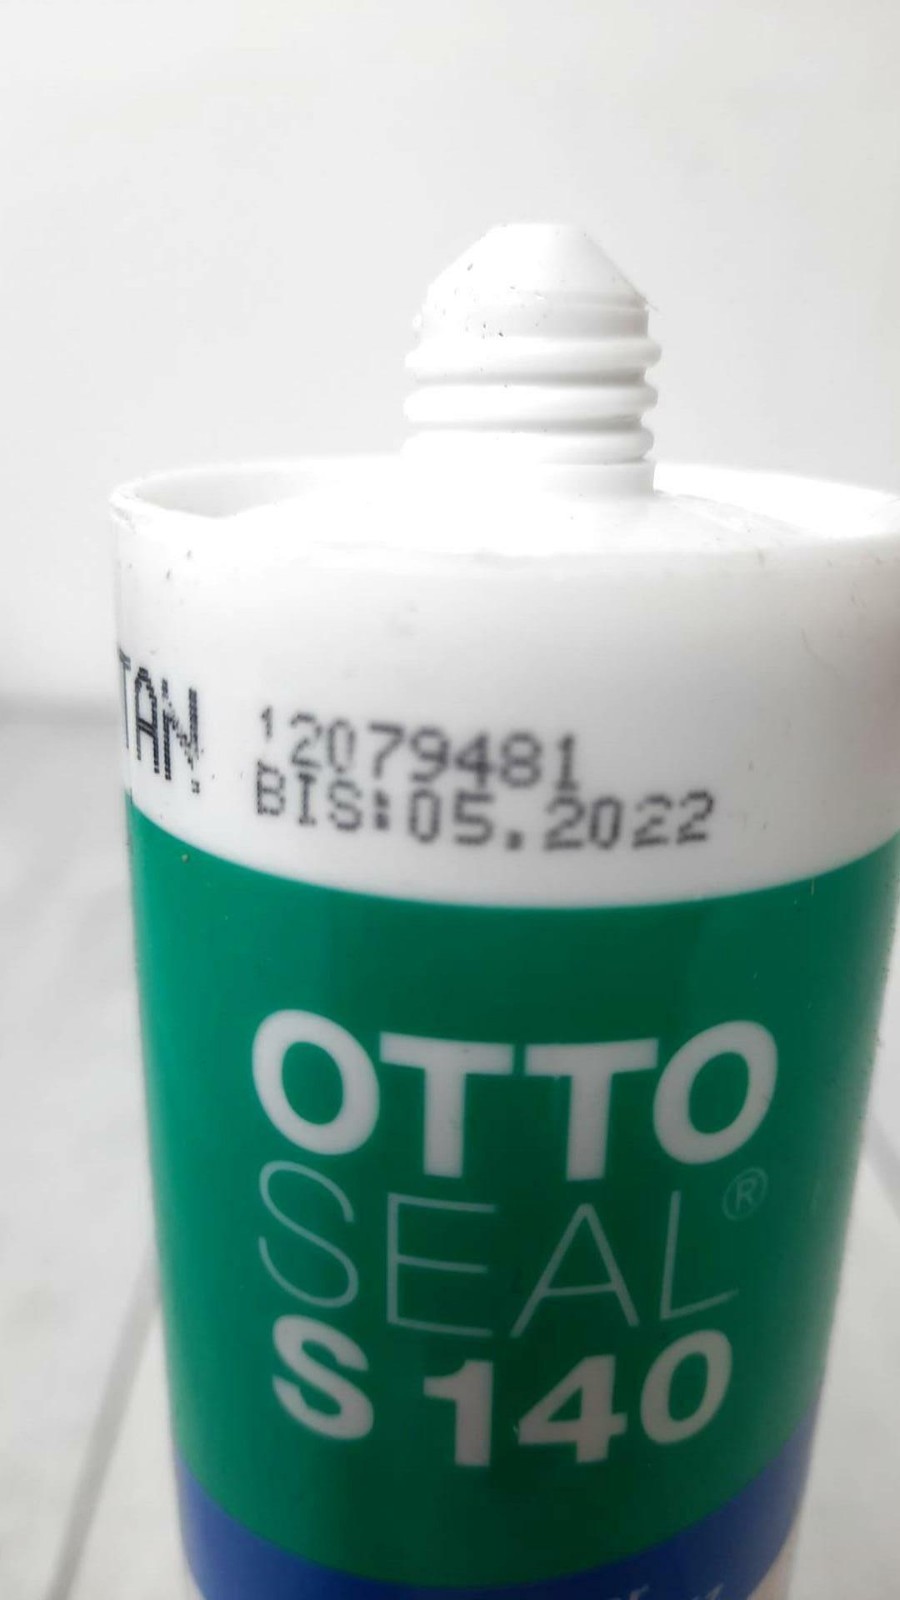 TAN
12079481
BIS:05.2022
OTTO
SEAL®
S 140